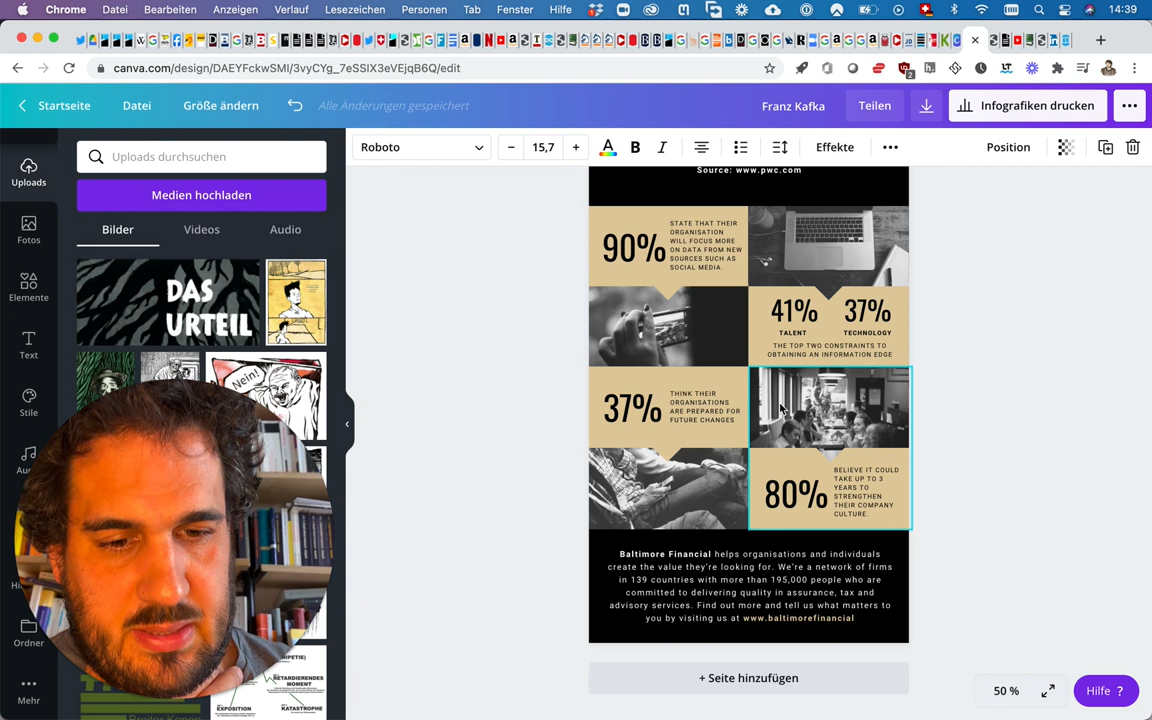 Chrome Datei Bearbeiten Anzeigen Verlauf Lesezeichen Personen Tab Fenster Hilfe 14:39
canva.com/design/DAEYFckwSMI/3vyCYg_7eSSIX3eVEjqB6Q/edit
Startseite Datei Größe ändern Alle Änderungen gespeichert Franz Kafka Teilen Infografiken drucken
Uploads
Fotos
Elemente
Text
Stile
Ordner
Mehr
Uploads durchsuchen
Medien hochladen
Bilder Videos Audio
DAS
URTEIL
Nein!
RETARDIERENDES
MOMENT
EXPOSITION
KATASTROPHE
Roboto 15,7 A B I Effekte Position
Source: www.pwc.com
90%
STATE THAT THEIR
ORGANISATION
WILL FOCUS MORE
ON DATA FROM NEW
SOURCES SUCH AS
SOCIAL MEDIA.
41% 37%
TALENT TECHNOLOGY
THE TOP TWO CONSTRAINTS TO
OBTAINING AN INFORMATION EDGE
37%
THINK THEIR
ORGANISATIONS
ARE PREPARED FOR
FUTURE CHANGES
80%
BELIEVE IT COULD
TAKE UP TO 3
YEARS TO
STRENGTHEN
THEIR COMPANY
CULTURE.
Baltimore Financial helps organisations and individuals
create the value they're looking for. We're a network of firms
in 139 countries with more than 195,000 people who are
committed to delivering quality in assurance, tax and
advisory services. Find out more and tell us what matters to
you by visiting us at www.baltimorefinancial
+ Seite hinzufügen
50 %
Hilfe ?